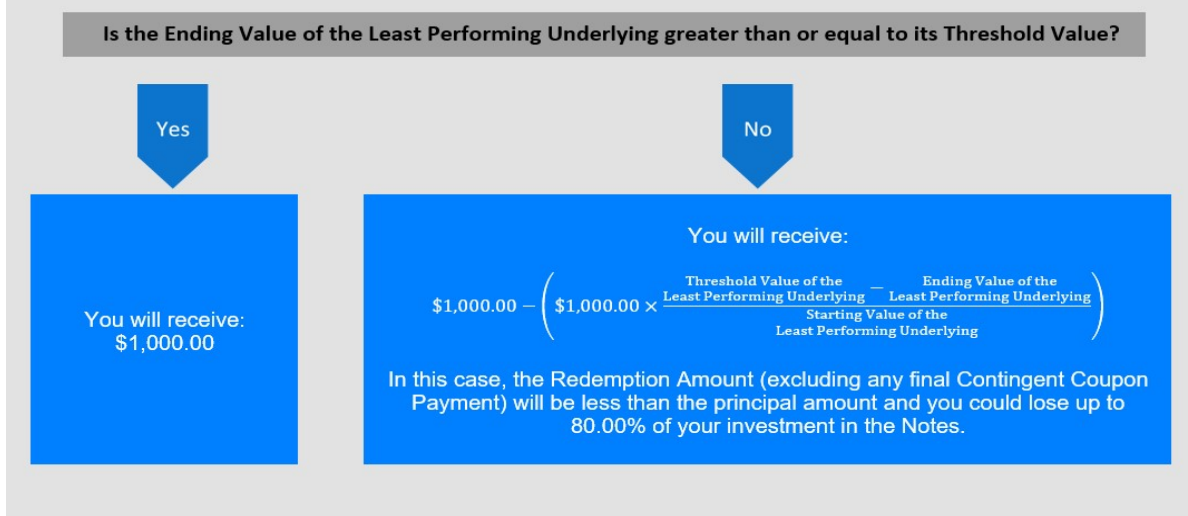 Is the Ending Value of the Least Performing Underlying greater than or equal to its Threshold Value?
Yes
No
You will receive:
$1,000.00
You will receive:
$1,000.00 − ($1,000.00 × (Threshold Value of the Least Performing Underlying − Ending Value of the Least Performing Underlying) / Starting Value of the Least Performing Underlying)
In this case, the Redemption Amount (excluding any final Contingent Coupon
Payment) will be less than the principal amount and you could lose up to
80.00% of your investment in the Notes.